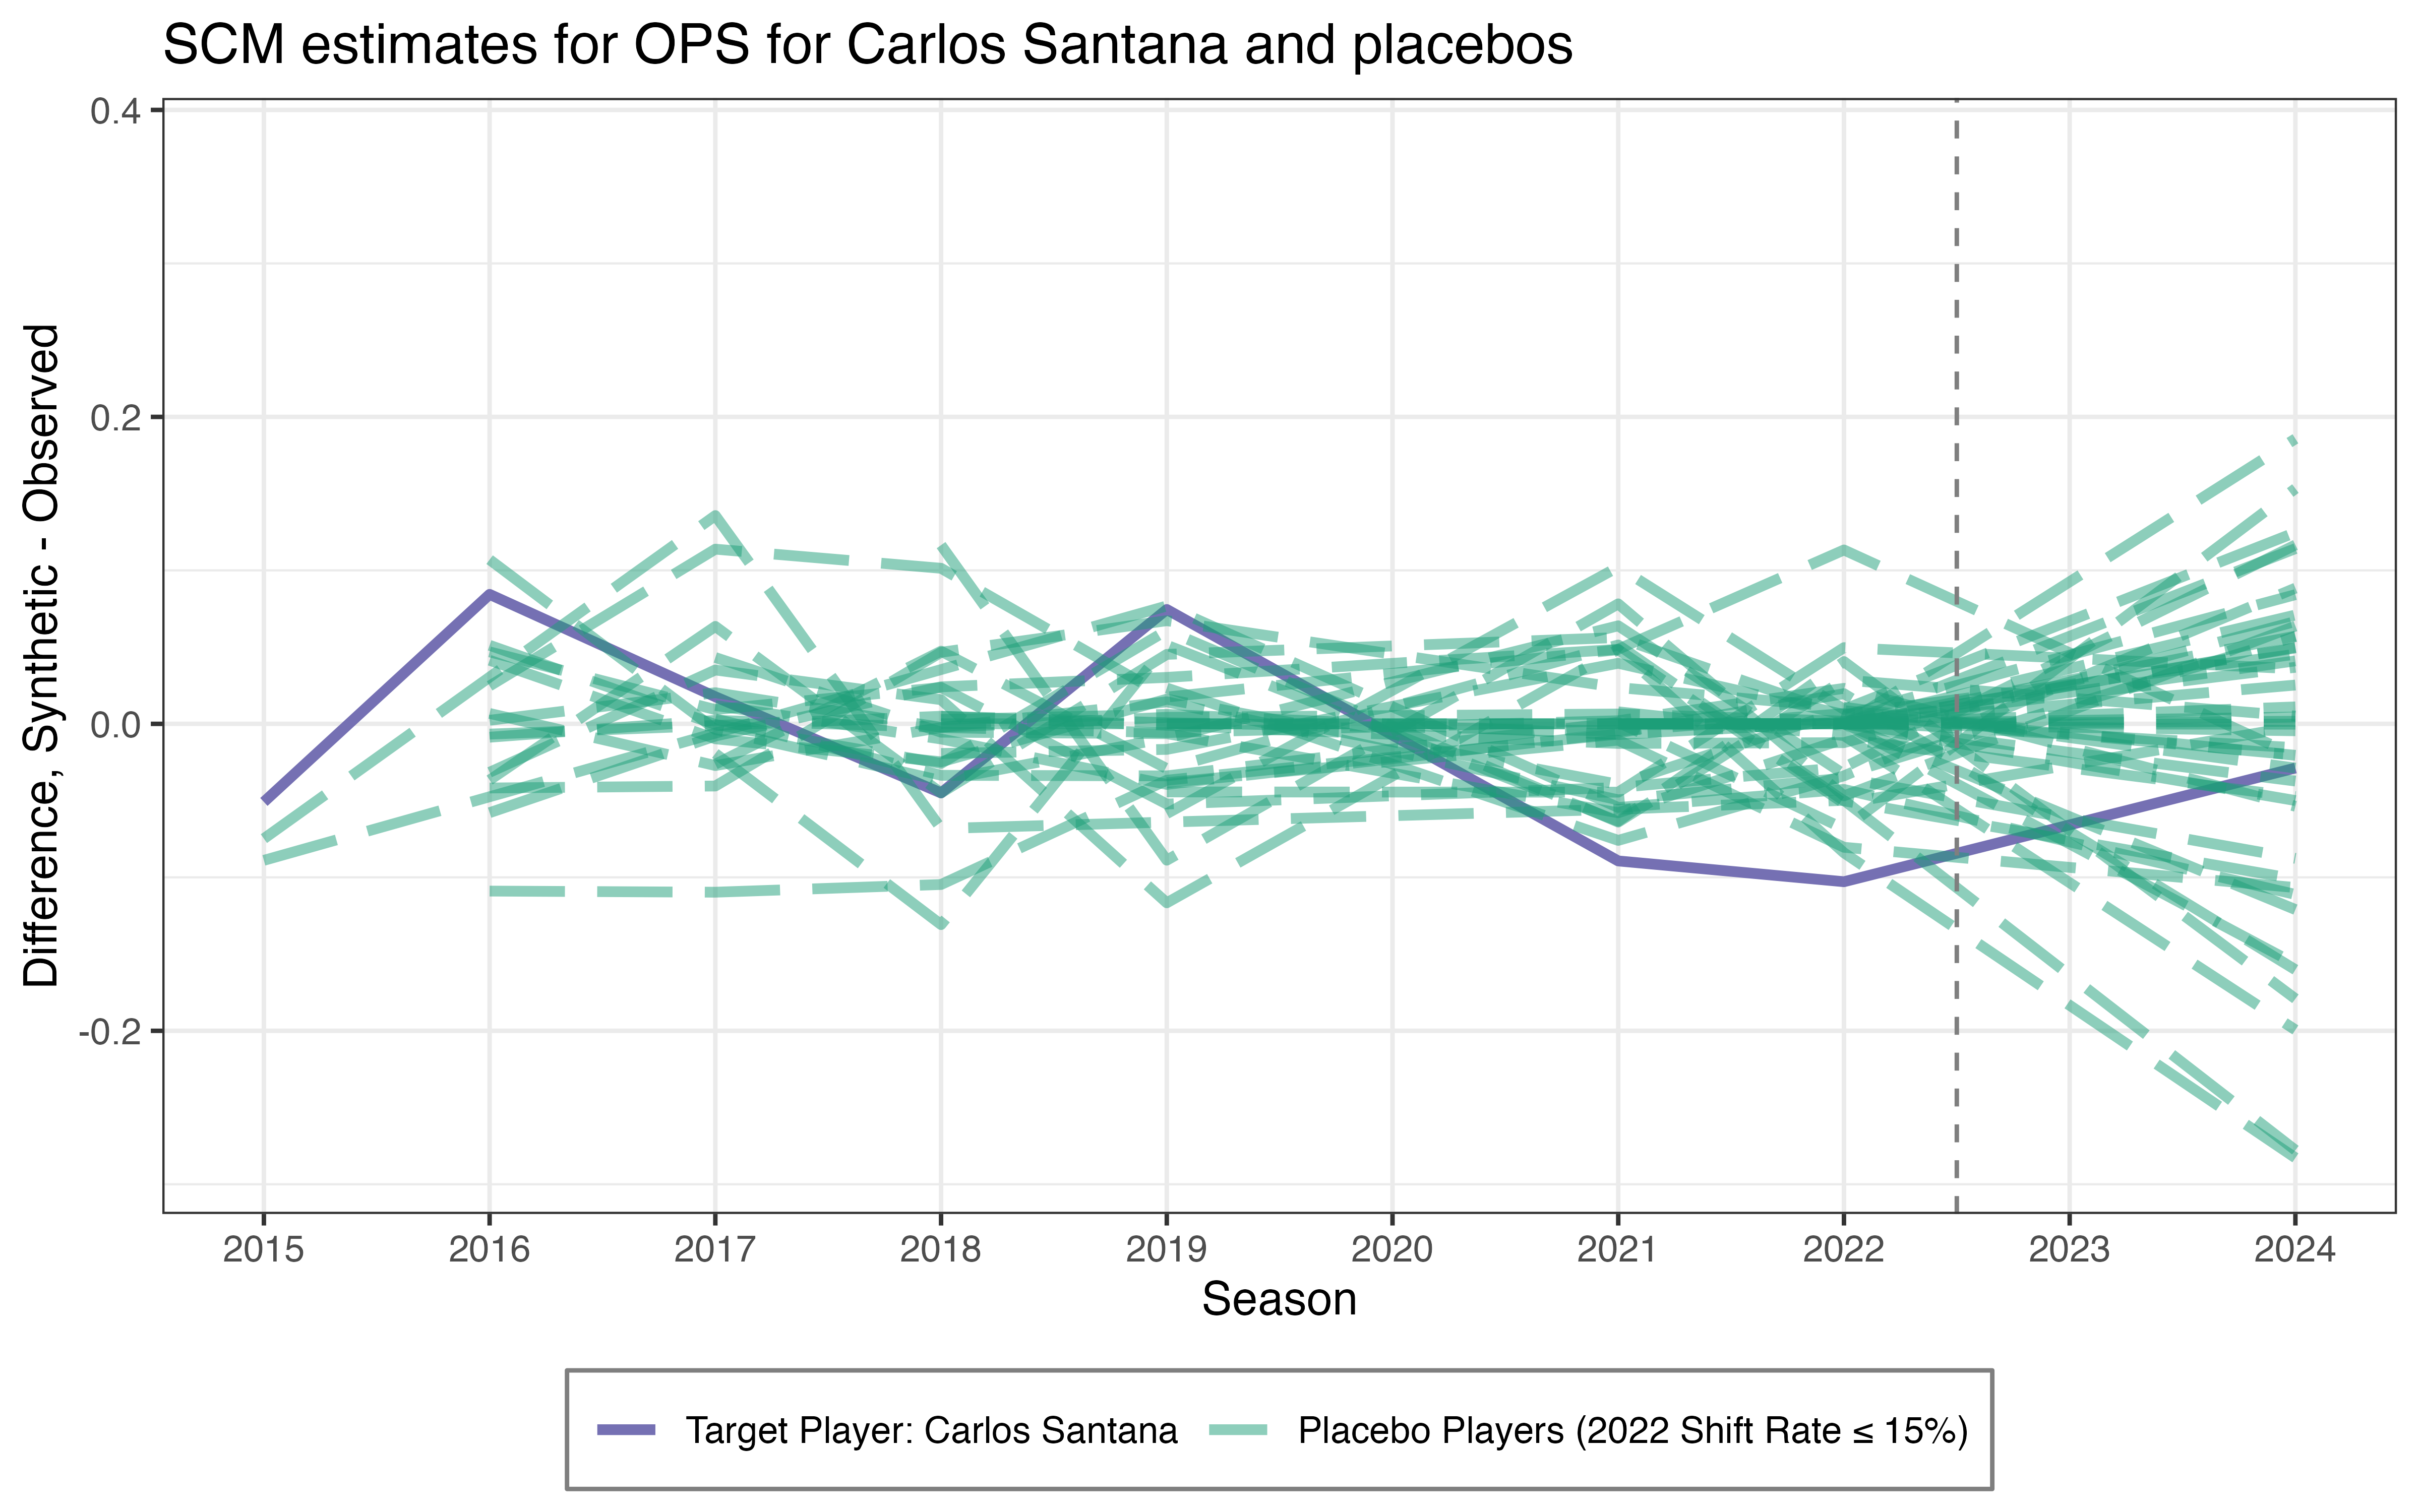 SCM estimates for OPS for Carlos Santana and placebos
Difference, Synthetic - Observed
0.4
0.2
0.0
-0.2
2015 2016 2017 2018 2019 2020 2021 2022 2023 2024
Season
Target Player: Carlos Santana Placebo Players (2022 Shift Rate ≤ 15%)